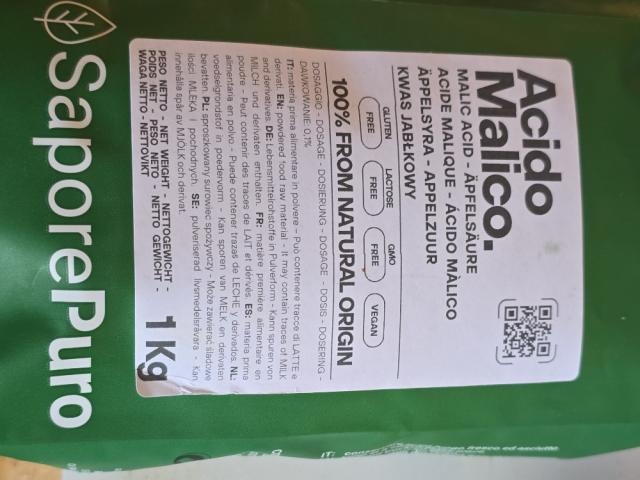 Acido
Malico.
MALIC ACID - ÄPFELSÄURE
ACIDE MALIQUE - ÁCIDO MÀLICO
ÄPPELSYRA - APPELZUUR
KWAS JABŁKOWY
GLUTEN FREE
LACTOSE FREE
GMO FREE
VEGAN
100% FROM NATURAL ORIGIN
DOSAGGIO - DOSAGE - DOSIERUNG - DOSAGE - DOSIS - DOSERING -
DAWKOWANIE: 0,1%
IT: materia prima alimentare in polvere – Può contenere tracce di LATTE e
derivati. EN: powdered food raw material - It may contain traces of MILK
and derivatives. DE: Lebensmittelrohstoffe in Pulverform - Kann spuren von
MILCH und derivaten enthalten. FR: matière première alimentaire en
poudre - Peut contenir des traces de LAIT et dérivés. ES: materia prima
alimentaria en polvo - Puede contener trazas de LECHE y derivados. NL:
voedselgrondstof in poedervorm - Kan sporen van MELK en derivaten
bevatten. PL: sproszkowany surowiec spożywczy - Może zawierać śladowe
ilości MLEKA i pochodnych. SE: pulveriserad livsmedelsråvara - Kan
innehålla spår av MJÖLK och derivat.
PESO NETTO - NET WEIGHT - NETTOGEWICHT -
POIDS NET - PESO NETO - NETTO GEWICHT -
WAGA NETTO - NETTOVIKT
1 Kg
SaporePuro
IT: